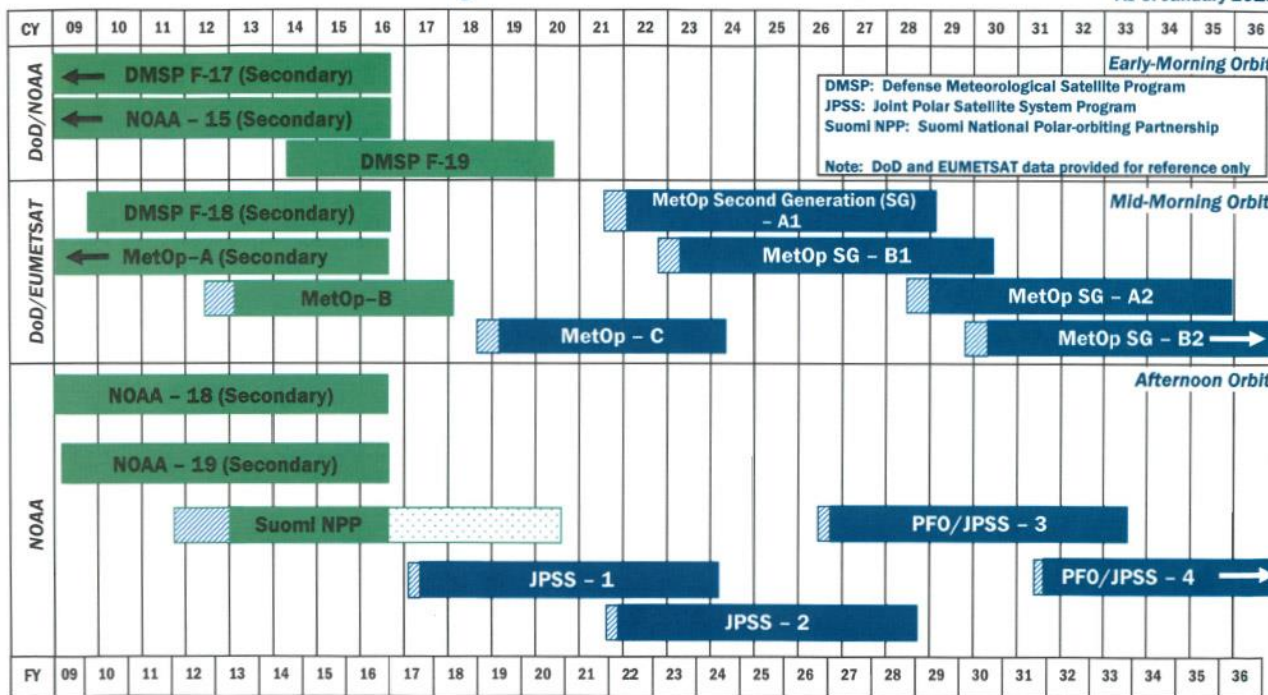 CY 09 10 11 12 13 14 15 16 17 18 19 20 21 22 23 24 25 26 27 28 29 30 31 32 33 34 35 36
DoD/NOAA
Early-Morning Orbit
DMSP F-17 (Secondary)
NOAA – 15 (Secondary)
DMSP F-19
DMSP: Defense Meteorological Satellite Program
JPSS: Joint Polar Satellite System Program
Suomi NPP: Suomi National Polar-orbiting Partnership
Note: DoD and EUMETSAT data provided for reference only
DoD/EUMETSAT
Mid-Morning Orbit
DMSP F-18 (Secondary)
MetOp Second Generation (SG)
– A1
MetOp-A (Secondary
MetOp SG – B1
MetOp-B
MetOp SG – A2
MetOp – C
MetOp SG – B2
NOAA
Afternoon Orbit
NOAA – 18 (Secondary)
NOAA – 19 (Secondary)
Suomi NPP
PFO/JPSS – 3
JPSS – 1
PFO/JPSS – 4
JPSS – 2
FY 09 10 11 12 13 14 15 16 17 18 19 20 21 22 23 24 25 26 27 28 29 30 31 32 33 34 35 36